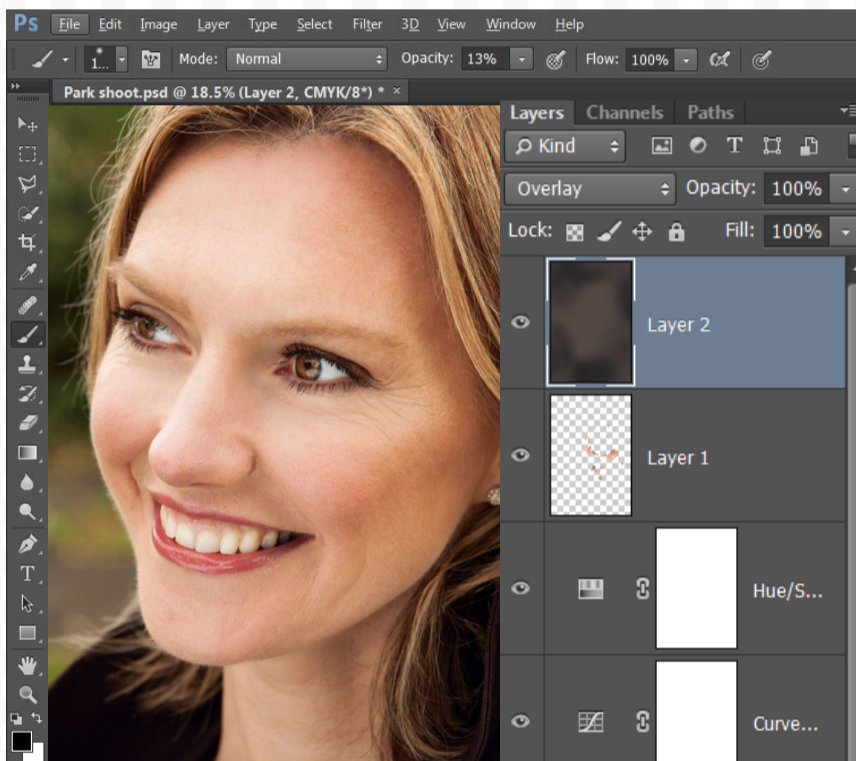 Ps File Edit Image Layer Type Select Filter 3D View Window Help
1... Mode: Normal Opacity: 13% Flow: 100%
Park shoot.psd @ 18.5% (Layer 2, CMYK/8*) * ×
Layers Channels Paths
Kind T
Overlay Opacity: 100%
Lock: Fill: 100%
Layer 2
Layer 1
Hue/S...
Curve...
T